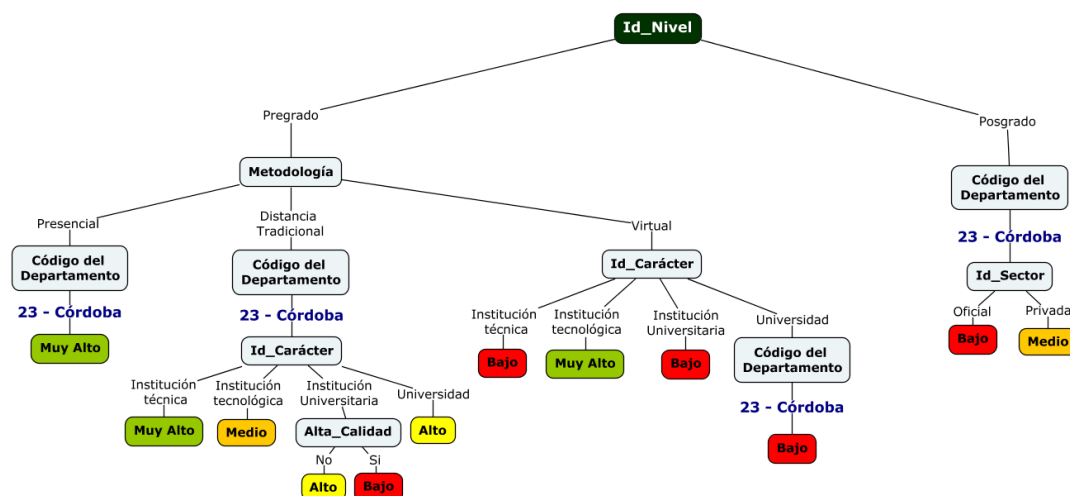 Id_Nivel
Pregrado
Posgrado
Metodología
Código del
Departamento
Presencial
Distancia
Tradicional
Virtual
23 - Córdoba
Código del
Departamento
Código del
Departamento
Id_Carácter
Id_Sector
23 - Córdoba
23 - Córdoba
Institución
técnica
Institución
tecnológica
Institución
Universitaria
Universidad
Oficial
Privada
Muy Alto
Id_Carácter
Bajo
Muy Alto
Bajo
Código del
Departamento
Bajo
Medio
Institución
técnica
Institución
tecnológica
Institución
Universitaria
Universidad
23 - Córdoba
Muy Alto
Medio
Alta_Calidad
Alto
Bajo
No
Si
Alto
Bajo